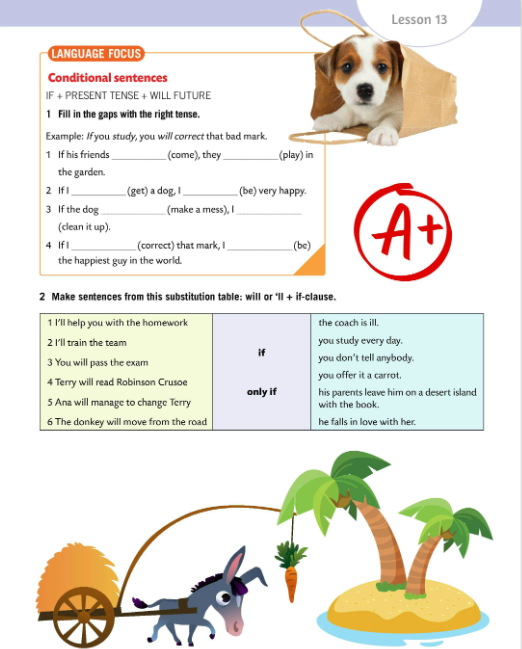 Lesson 13
LANGUAGE FOCUS
Conditional sentences
IF + PRESENT TENSE + WILL FUTURE
1 Fill in the gaps with the right tense.
Example: If you study, you will correct that bad mark.
1 If his friends __________ (come), they __________ (play) in
the garden.
2 If I __________ (get) a dog, I __________ (be) very happy.
3 If the dog ____________ (make a mess), I ____________
(clean it up).
4 If I ____________ (correct) that mark, I ____________ (be)
the happiest guy in the world.
A+
2 Make sentences from this substitution table: will or 'll + if-clause.
1 I'll help you with the homework
2 I'll train the team
3 You will pass the exam
4 Terry will read Robinson Crusoe
5 Ana will manage to change Terry
6 The donkey will move from the road
if
only if
the coach is ill.
you study every day.
you don't tell anybody.
you offer it a carrot.
his parents leave him on a desert island
with the book.
he falls in love with her.